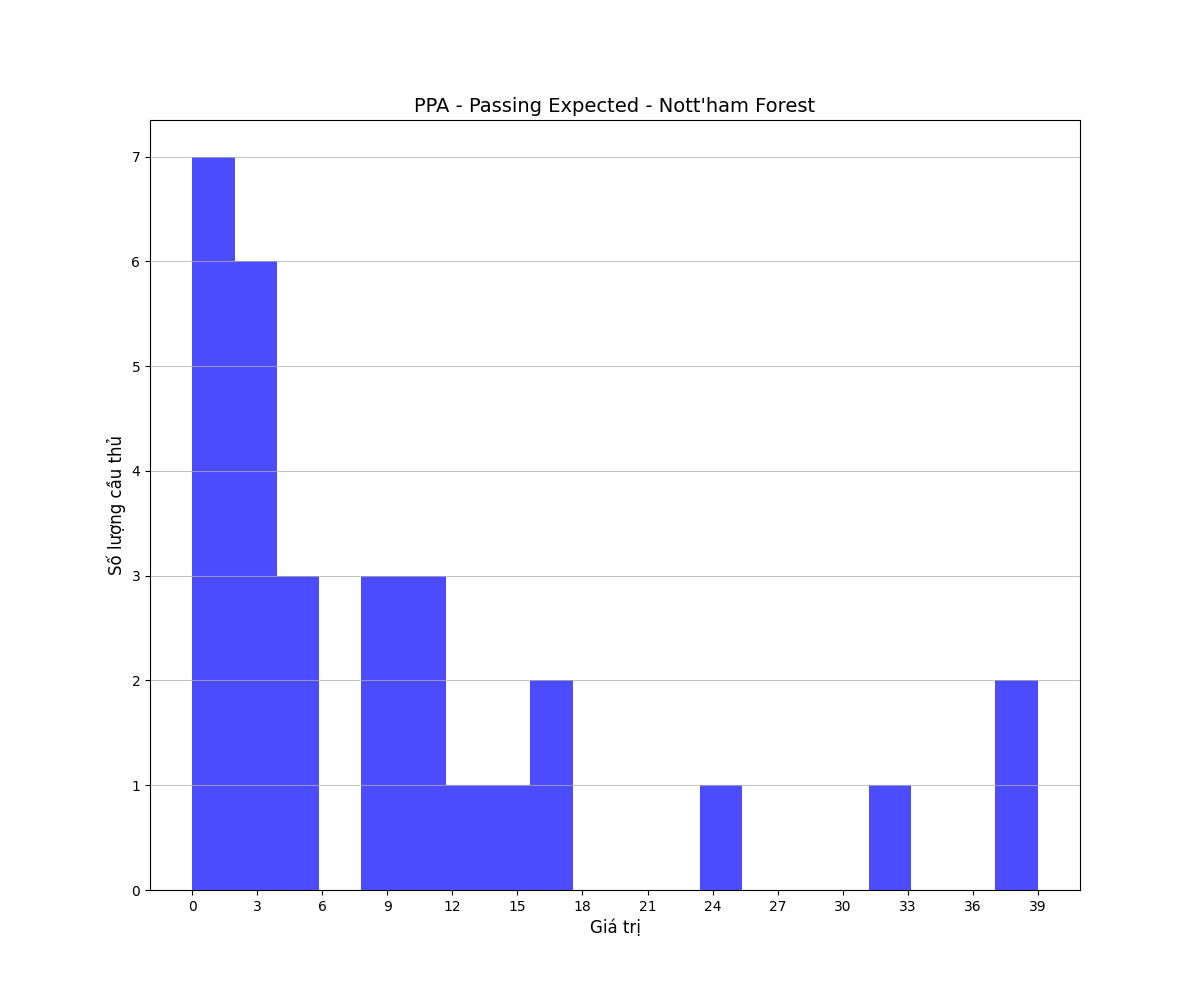 PPA - Passing Expected - Nott'ham Forest
Số lượng cầu thủ
7
6
5
4
3
2
1
0
0 3 6 9 12 15 18 21 24 27 30 33 36 39
Giá trị